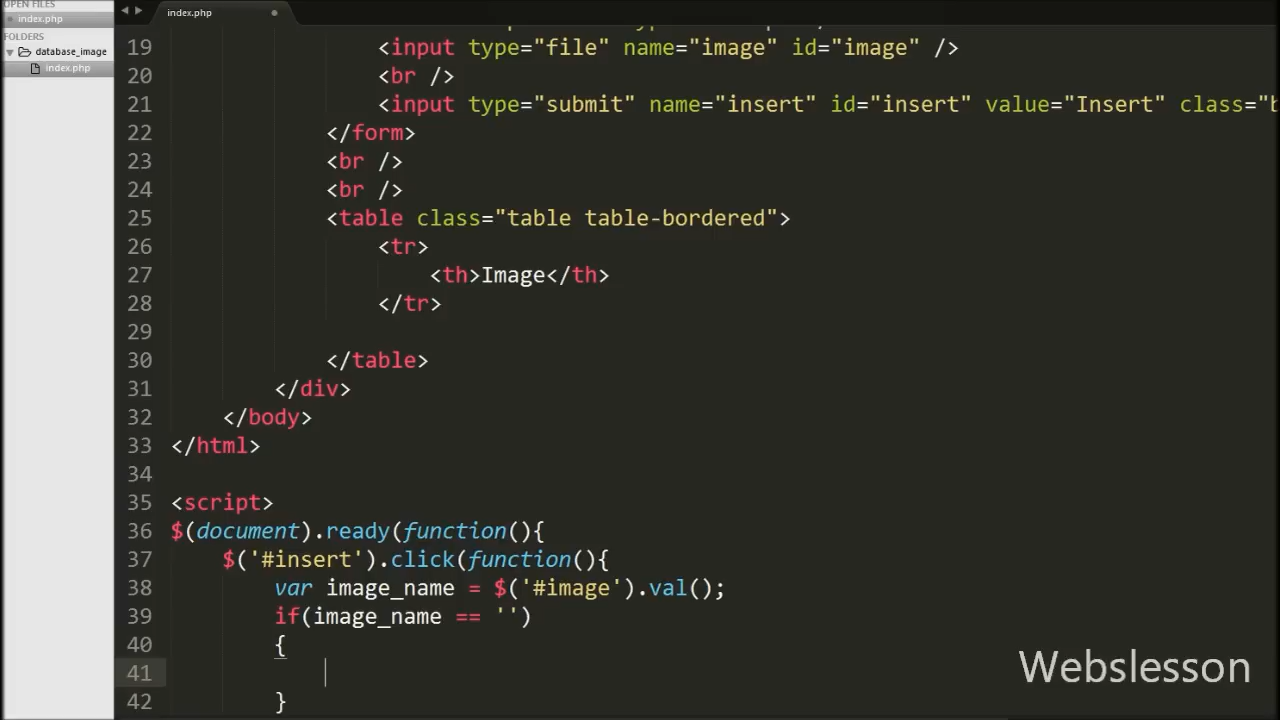 OPEN FILES
index.php
FOLDERS
database_image
index.php
index.php
19 <input type="file" name="image" id="image" />
20 <br />
21 <input type="submit" name="insert" id="insert" value="Insert" class="b
22 </form>
23 <br />
24 <br />
25 <table class="table table-bordered">
26 <tr>
27 <th>Image</th>
28 </tr>
29
30 </table>
31 </div>
32 </body>
33 </html>
34
35 <script>
36 $(document).ready(function(){
37 $('#insert').click(function(){
38 var image_name = $('#image').val();
39 if(image_name == '')
40 {
41
42 }
Webslesson